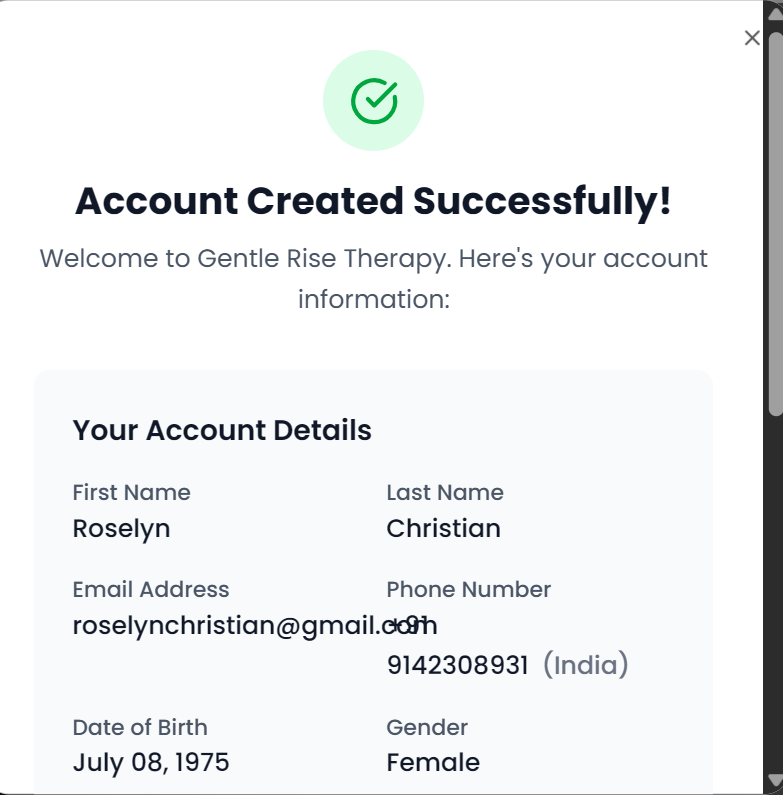 Account Created Successfully!
Welcome to Gentle Rise Therapy. Here's your account
information:
Your Account Details
First Name
Last Name
Roselyn
Christian
Email Address
Phone Number
roselynchristian@gmail.com
+91
9142308931 (India)
Date of Birth
Gender
July 08, 1975
Female